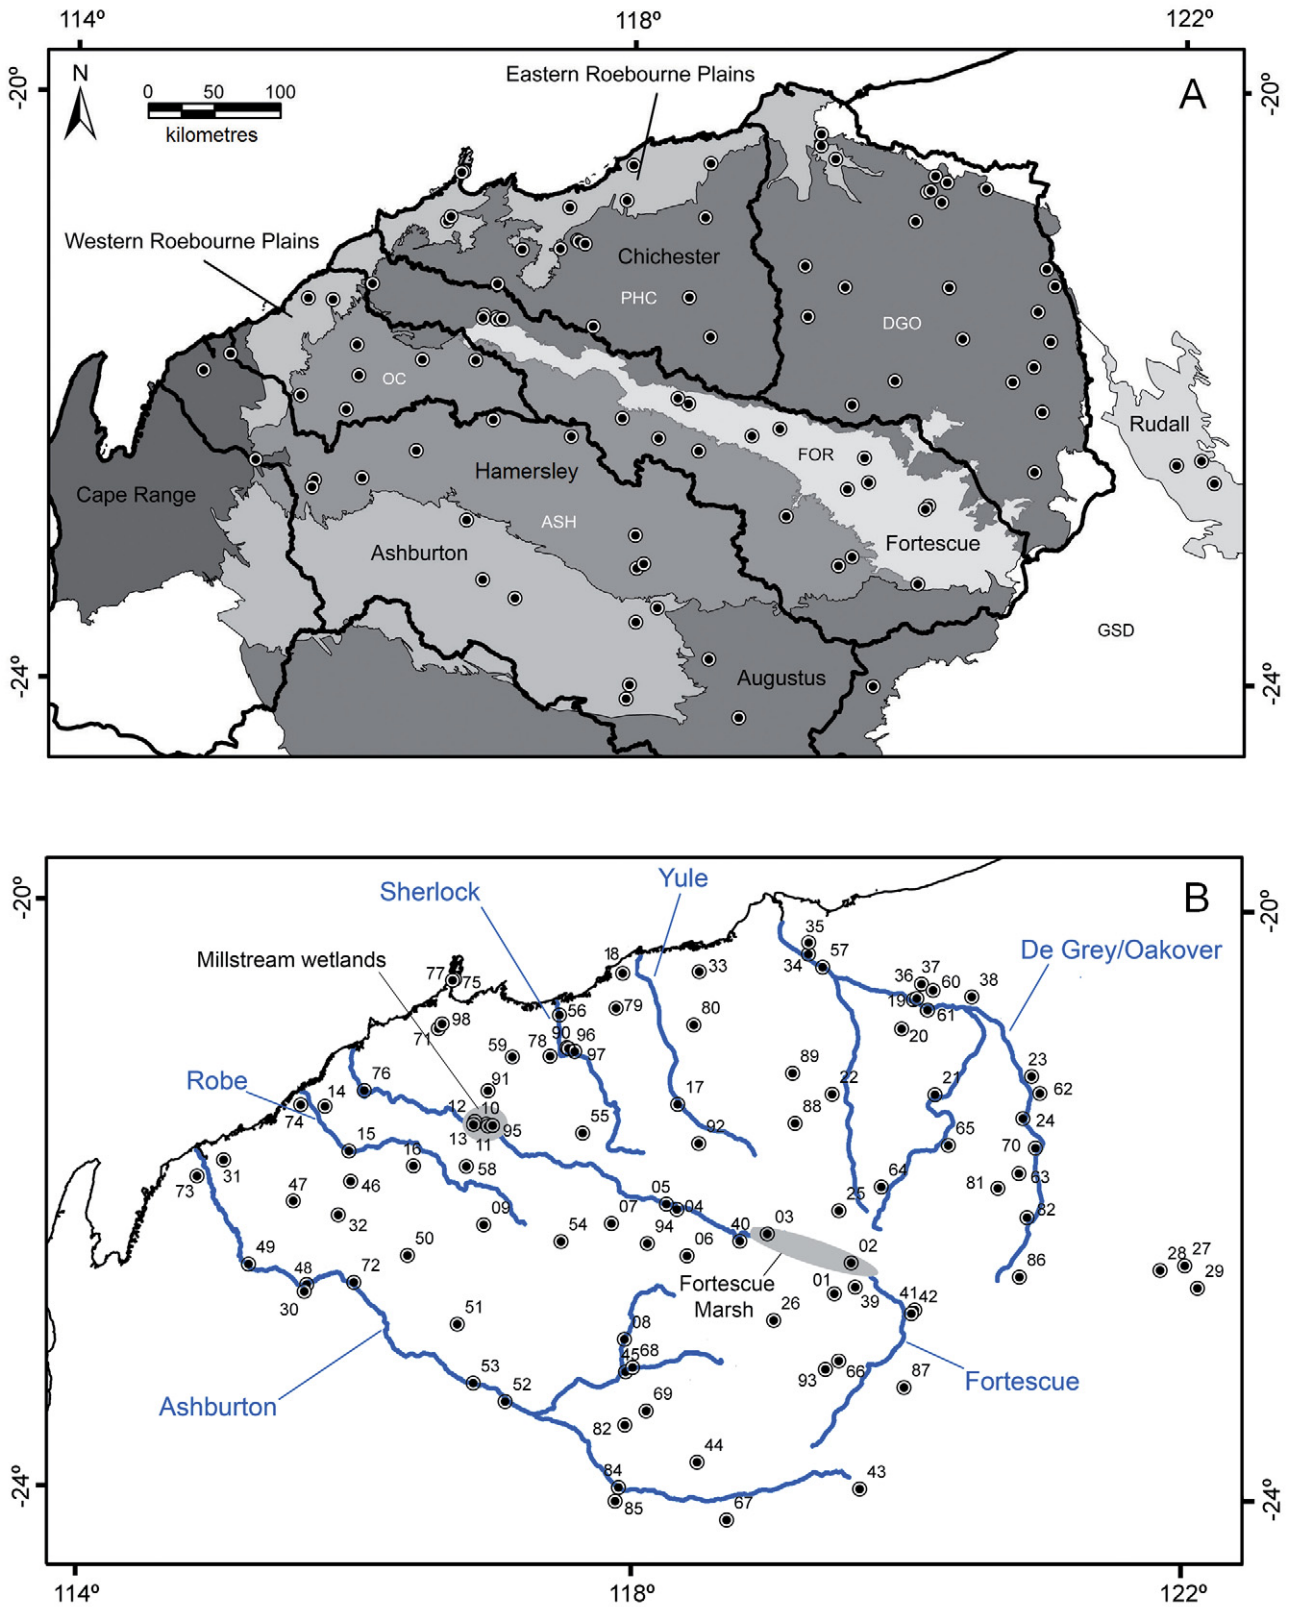 114º 118º 122º
-20º
-20º
N
0 50 100
kilometres
A
Eastern Roebourne Plains
Western Roebourne Plains
Chichester
PHC
DGO
OC
Rudall
FOR
Hamersley
Cape Range
ASH
Ashburton
Fortescue
GSD
-24º
Augustus
-24º
-20º
-20º
B
Yule
Sherlock
De Grey/Oakover
Millstream wetlands
35
57
34
18
33
77 75
36 37 60 38
19
61
56
79
80
20
98
71
90 96
97
59 78
23
89
22
21
62
Robe
76
91
14
74
12 10
13 11 95
17
24
88
55
92
65
70
15
16
58
31
73
46
64
63
81
47
32
05 04
25
09
07
82
54
94
40 03
06
50
02
86
28 27
29
49
48
72
30
Fortescue
Marsh
01
39
26
41 42
51
08
45 68
66
93
87
Fortescue
53
52
Ashburton
69
82
44
84
85
43
67
-24º
-24º
114º 118º 122º